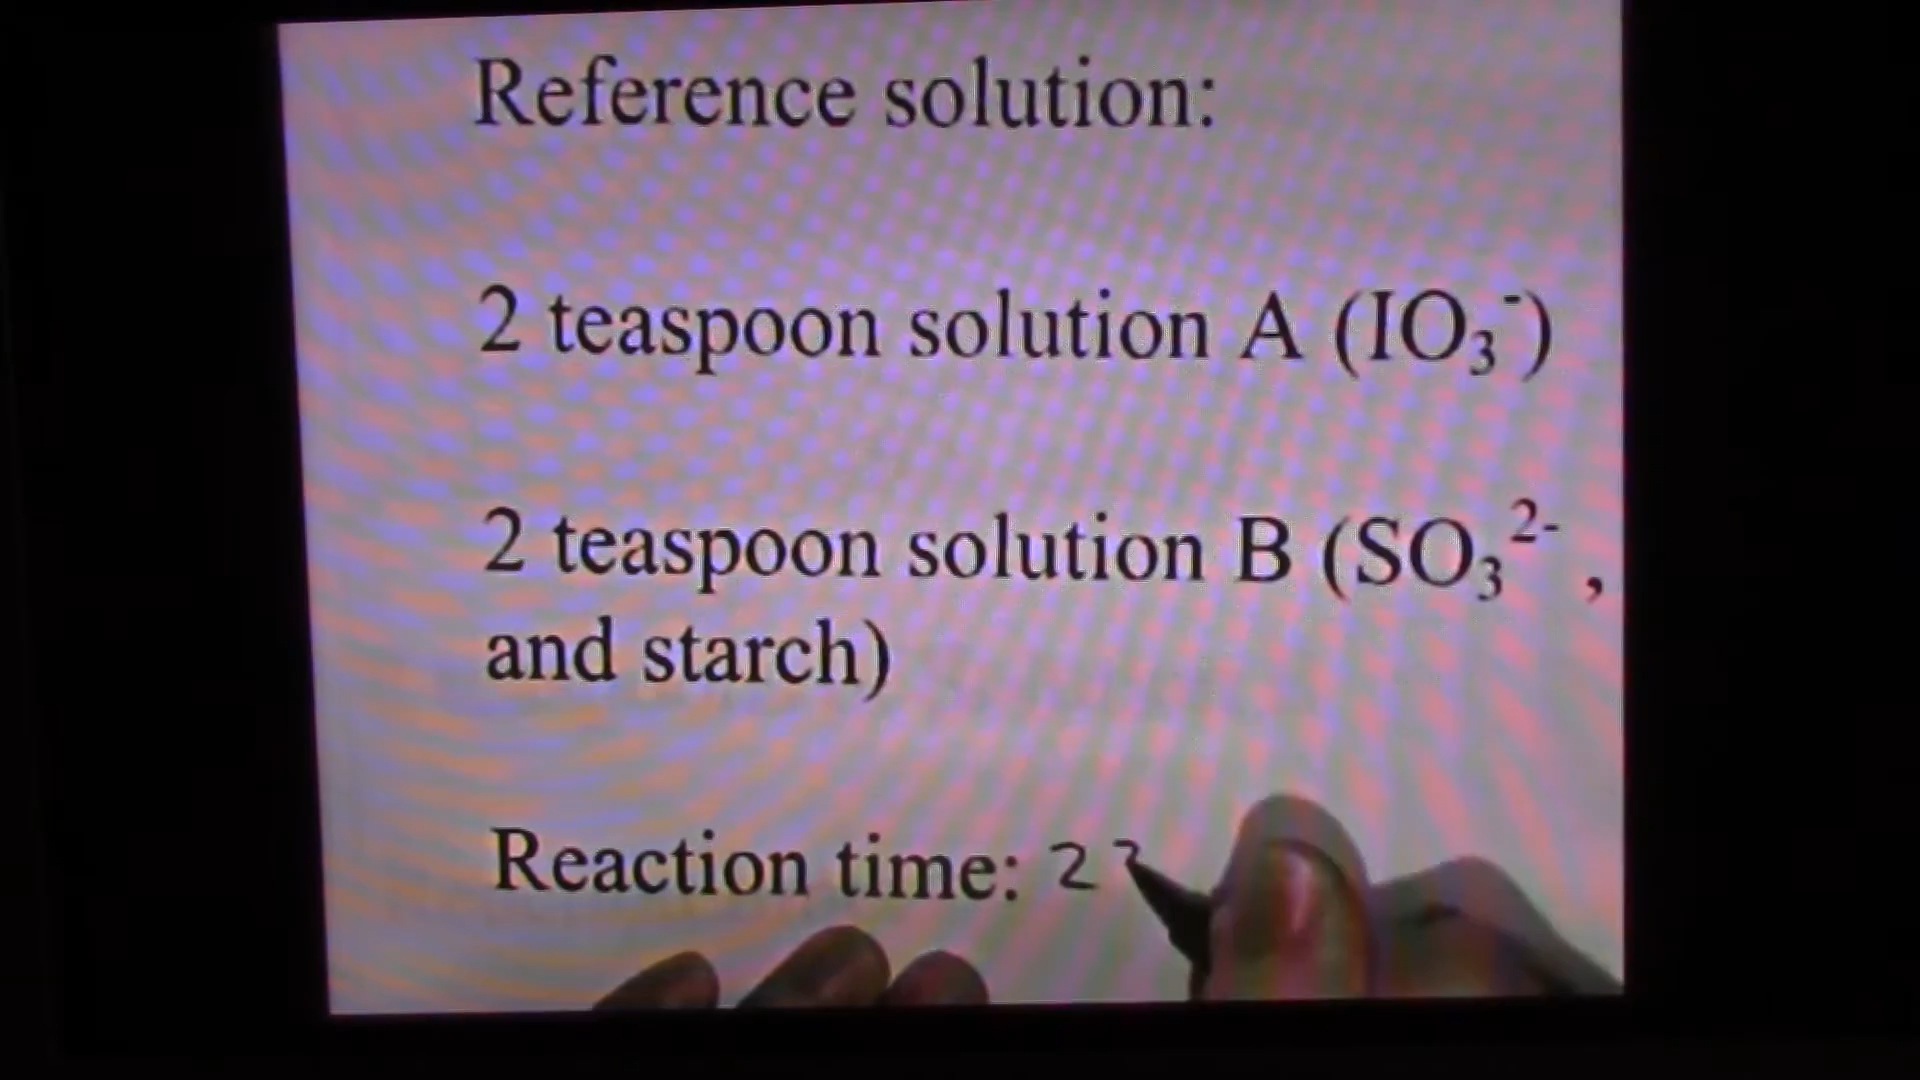 Reference solution:
2 teaspoon solution A (IO₃⁻)
2 teaspoon solution B (SO₃²⁻ ,
and starch)
Reaction time: 2